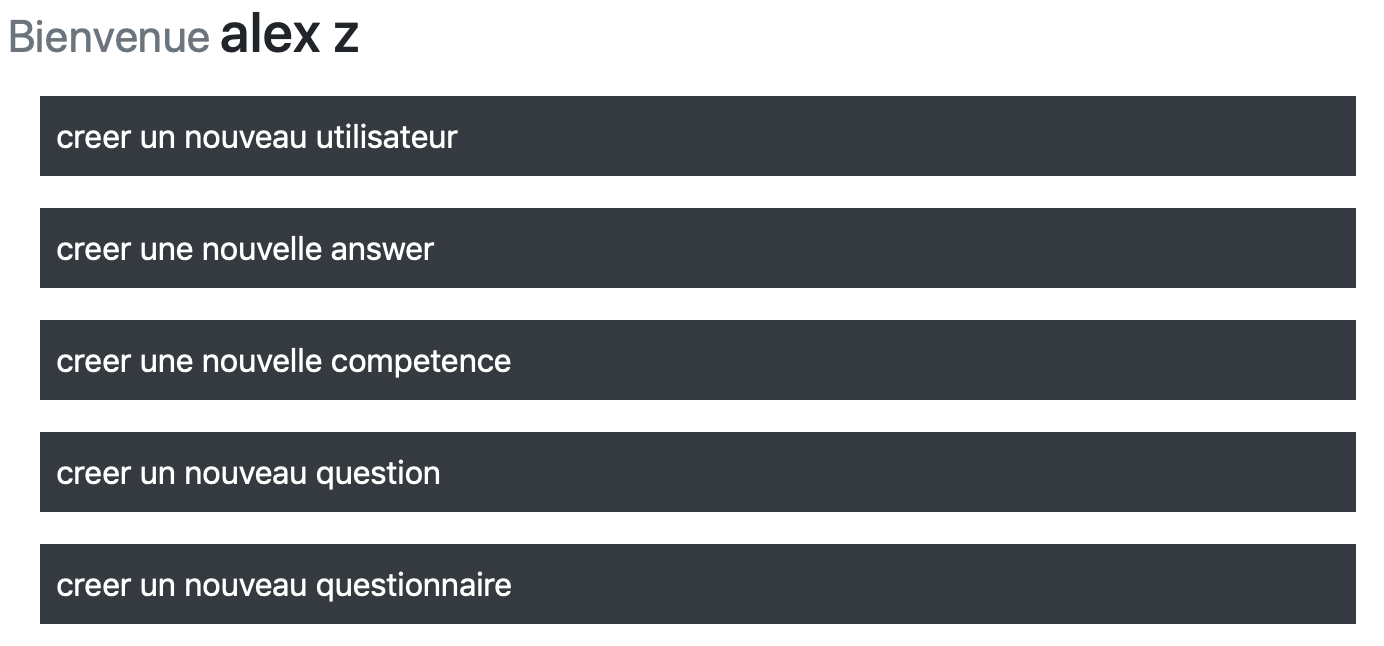 Bienvenue alex z
creer un nouveau utilisateur
creer une nouvelle answer
creer une nouvelle competence
creer un nouveau question
creer un nouveau questionnaire